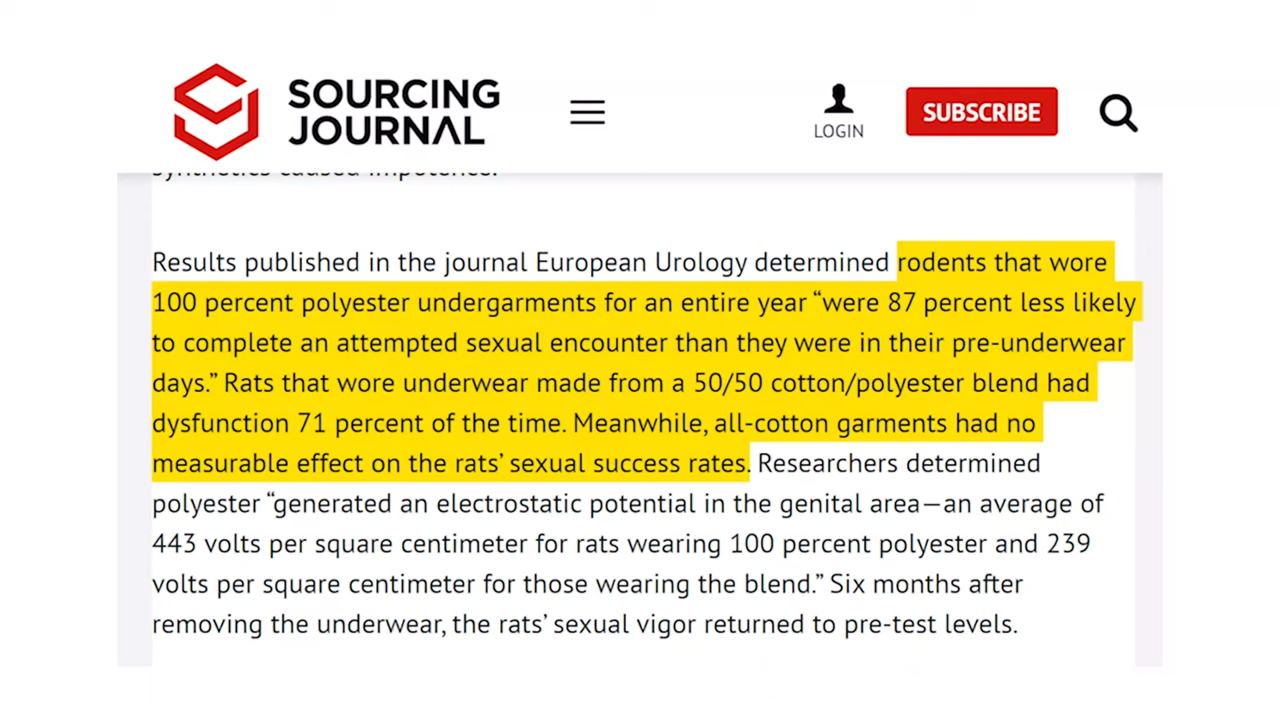 SOURCING
JOURNAL
LOGIN
SUBSCRIBE
synthetics caused impotence.
Results published in the journal European Urology determined rodents that wore
100 percent polyester undergarments for an entire year “were 87 percent less likely
to complete an attempted sexual encounter than they were in their pre-underwear
days.” Rats that wore underwear made from a 50/50 cotton/polyester blend had
dysfunction 71 percent of the time. Meanwhile, all-cotton garments had no
measurable effect on the rats’ sexual success rates. Researchers determined
polyester “generated an electrostatic potential in the genital area—an average of
443 volts per square centimeter for rats wearing 100 percent polyester and 239
volts per square centimeter for those wearing the blend.” Six months after
removing the underwear, the rats’ sexual vigor returned to pre-test levels.